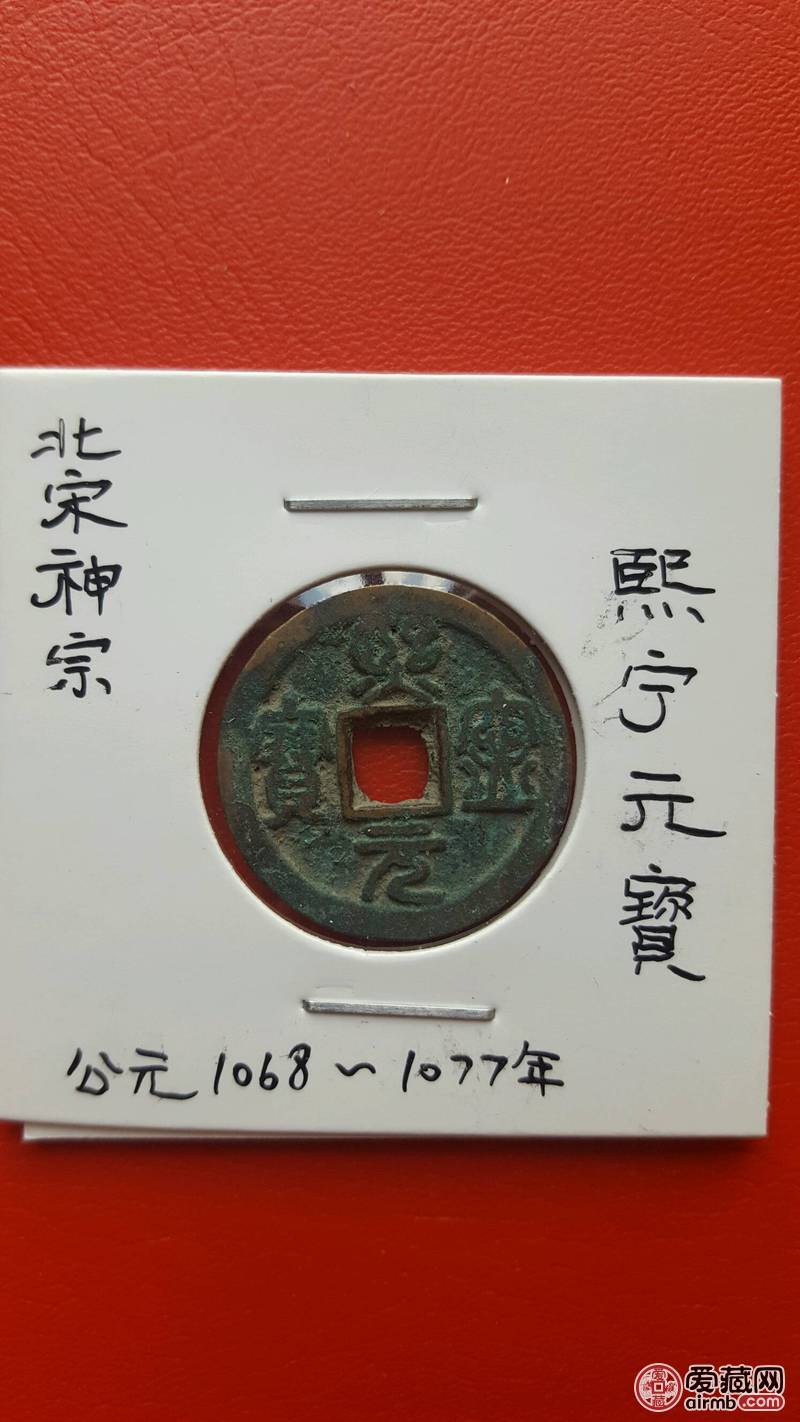 北宋神宗
熙宁元寳
熙寧元寶
公元1068～1077年
爱藏网
airmb.com